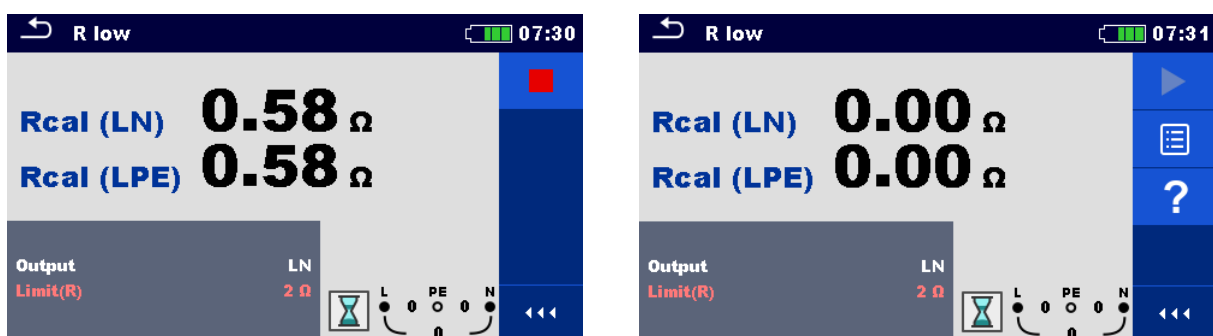 R low 07:30
Rcal (LN) 0.58 Ω
Rcal (LPE) 0.58 Ω
Output LN
Limit(R) 2 Ω
L PE N
0 0
0
R low 07:31
Rcal (LN) 0.00 Ω
Rcal (LPE) 0.00 Ω
?
Output LN
Limit(R) 2 Ω
L PE N
0 0
0